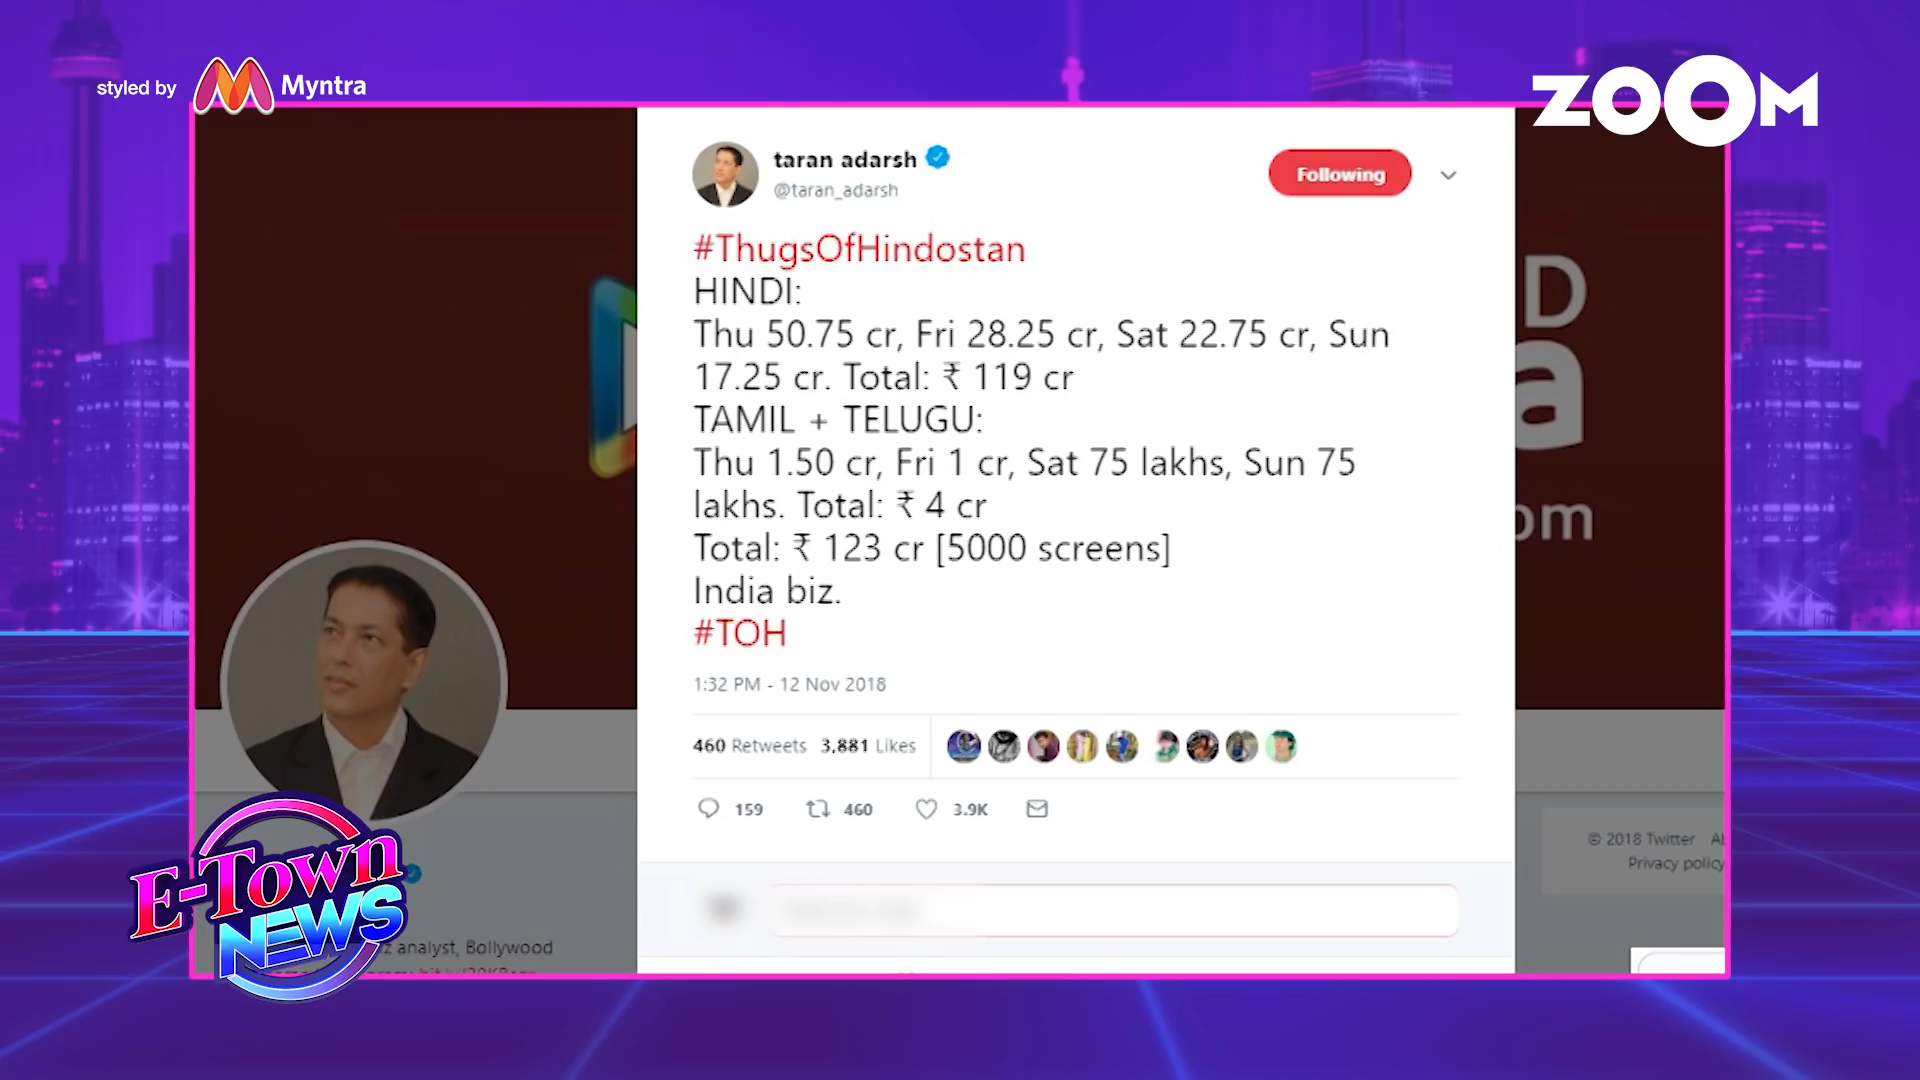 styled by Myntra
ZOOM
taran adarsh
@taran_adarsh
Following
#ThugsOfHindostan
HINDI:
Thu 50.75 cr, Fri 28.25 cr, Sat 22.75 cr, Sun
17.25 cr. Total: ₹ 119 cr
TAMIL + TELUGU:
Thu 1.50 cr, Fri 1 cr, Sat 75 lakhs, Sun 75
lakhs. Total: ₹ 4 cr
Total: ₹ 123 cr [5000 screens]
India biz.
#TOH
1:32 PM - 12 Nov 2018
460 Retweets 3,881 Likes
159 460 3.9K
D
a
om
© 2018 Twitter
Privacy policy
E-Town
NEWS
analyst, Bollywood